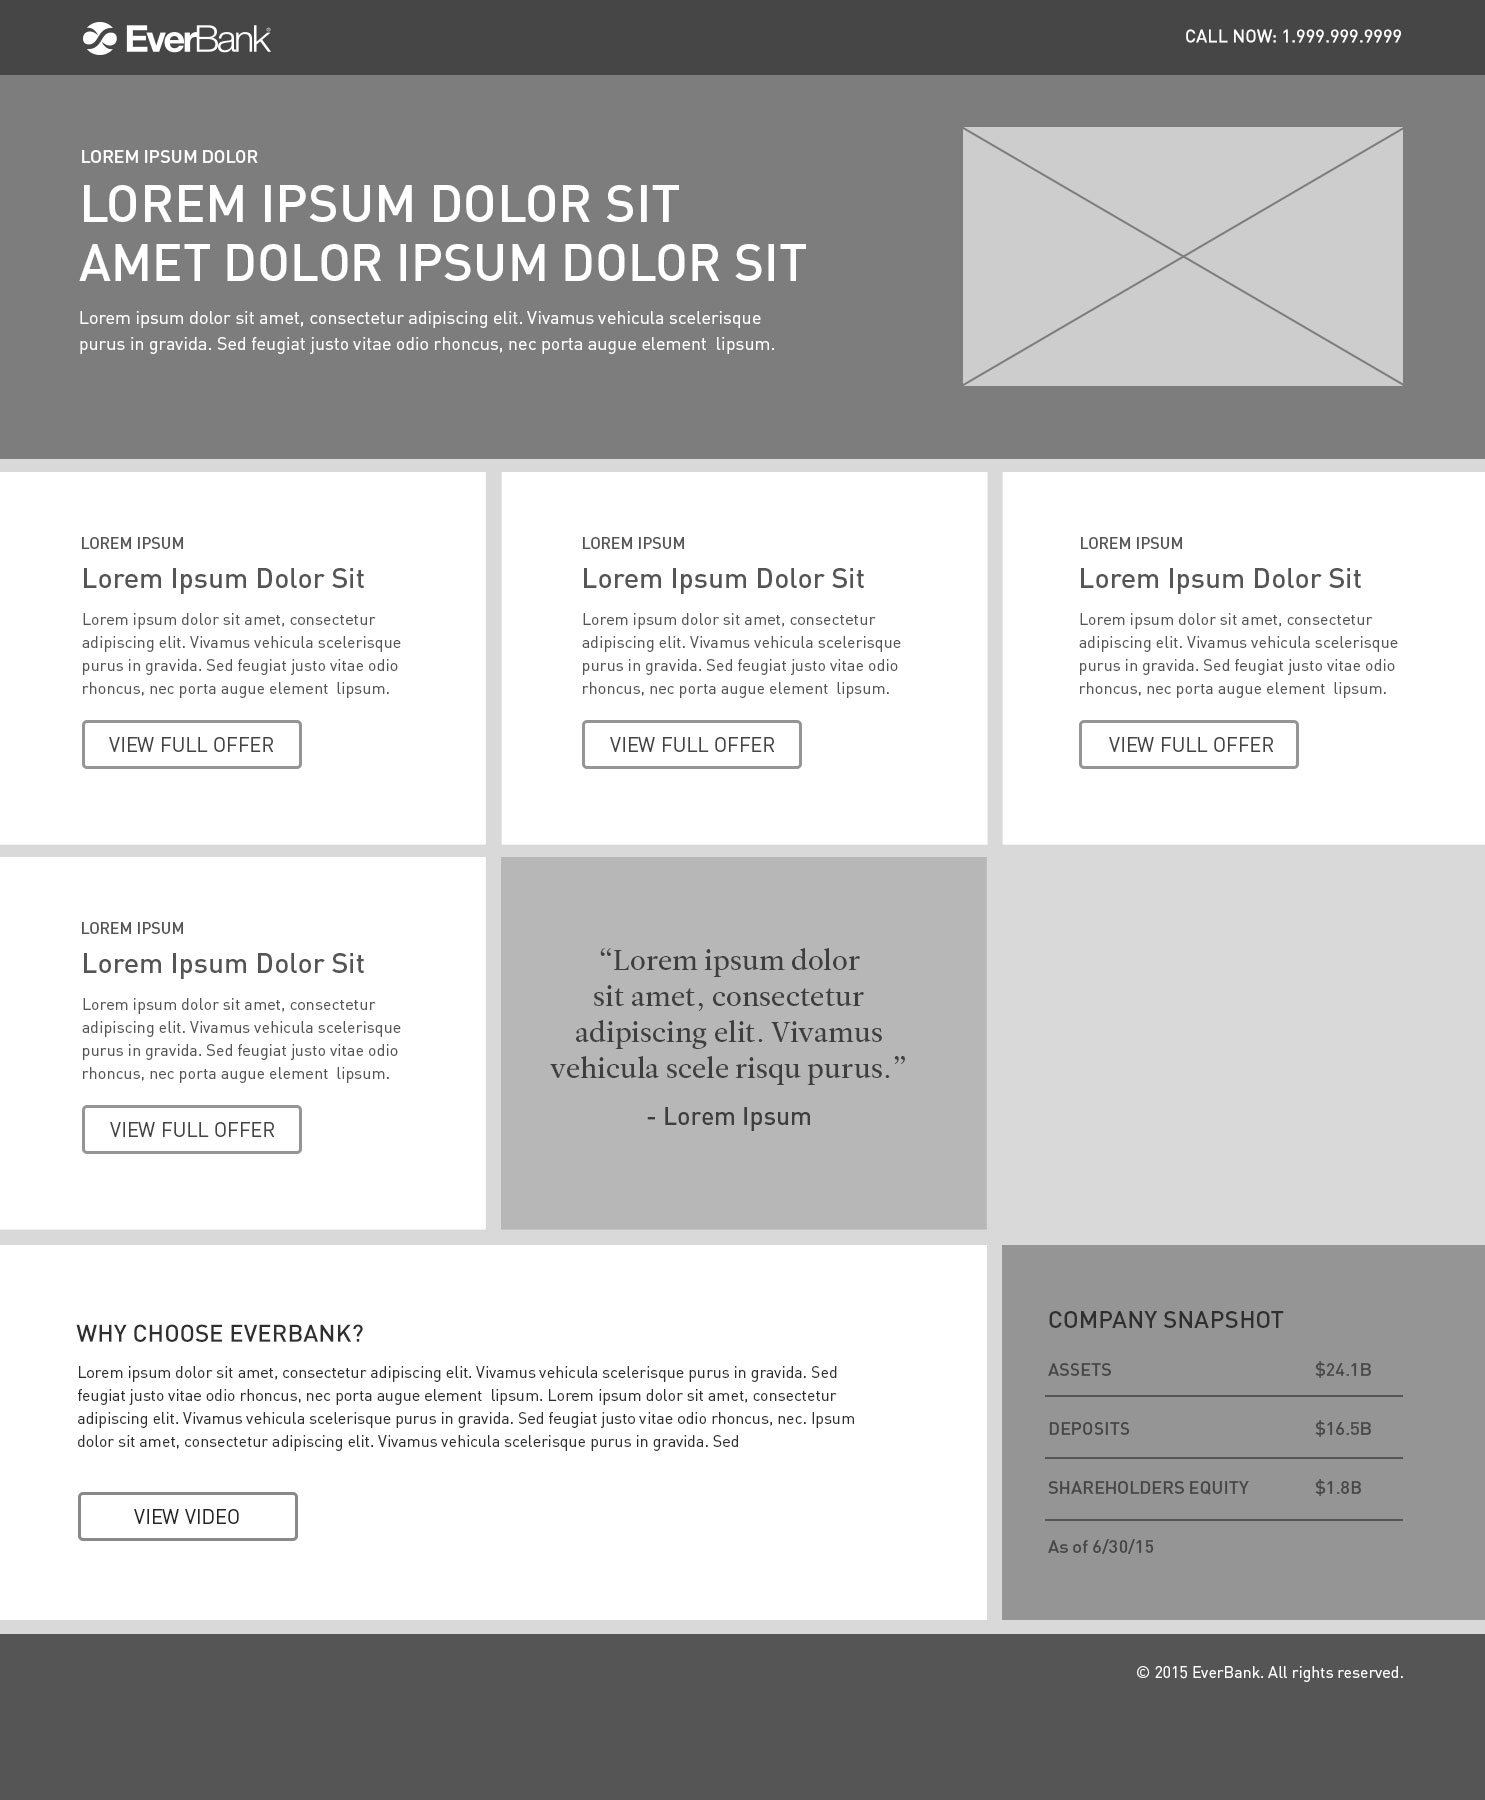 EverBank
CALL NOW: 1.999.999.9999
LOREM IPSUM DOLOR
LOREM IPSUM DOLOR SIT
AMET DOLOR IPSUM DOLOR SIT
Lorem ipsum dolor sit amet, consectetur adipiscing elit. Vivamus vehicula scelerisque
purus in gravida. Sed feugiat justo vitae odio rhoncus, nec porta augue element lipsum.
LOREM IPSUM
Lorem Ipsum Dolor Sit
Lorem ipsum dolor sit amet, consectetur
adipiscing elit. Vivamus vehicula scelerisque
purus in gravida. Sed feugiat justo vitae odio
rhoncus, nec porta augue element lipsum.
VIEW FULL OFFER
LOREM IPSUM
Lorem Ipsum Dolor Sit
Lorem ipsum dolor sit amet, consectetur
adipiscing elit. Vivamus vehicula scelerisque
purus in gravida. Sed feugiat justo vitae odio
rhoncus, nec porta augue element lipsum.
VIEW FULL OFFER
LOREM IPSUM
Lorem Ipsum Dolor Sit
Lorem ipsum dolor sit amet, consectetur
adipiscing elit. Vivamus vehicula scelerisque
purus in gravida. Sed feugiat justo vitae odio
rhoncus, nec porta augue element lipsum.
VIEW FULL OFFER
LOREM IPSUM
Lorem Ipsum Dolor Sit
Lorem ipsum dolor sit amet, consectetur
adipiscing elit. Vivamus vehicula scelerisque
purus in gravida. Sed feugiat justo vitae odio
rhoncus, nec porta augue element lipsum.
VIEW FULL OFFER
“Lorem ipsum dolor
sit amet, consectetur
adipiscing elit. Vivamus
vehicula scele risqu purus.”
- Lorem Ipsum
WHY CHOOSE EVERBANK?
Lorem ipsum dolor sit amet, consectetur adipiscing elit. Vivamus vehicula scelerisque purus in gravida. Sed
feugiat justo vitae odio rhoncus, nec porta augue element lipsum. Lorem ipsum dolor sit amet, consectetur
adipiscing elit. Vivamus vehicula scelerisque purus in gravida. Sed feugiat justo vitae odio rhoncus, nec. Ipsum
dolor sit amet, consectetur adipiscing elit. Vivamus vehicula scelerisque purus in gravida. Sed
VIEW VIDEO
COMPANY SNAPSHOT
ASSETS $24.1B
DEPOSITS $16.5B
SHAREHOLDERS EQUITY $1.8B
As of 6/30/15
© 2015 EverBank. All rights reserved.